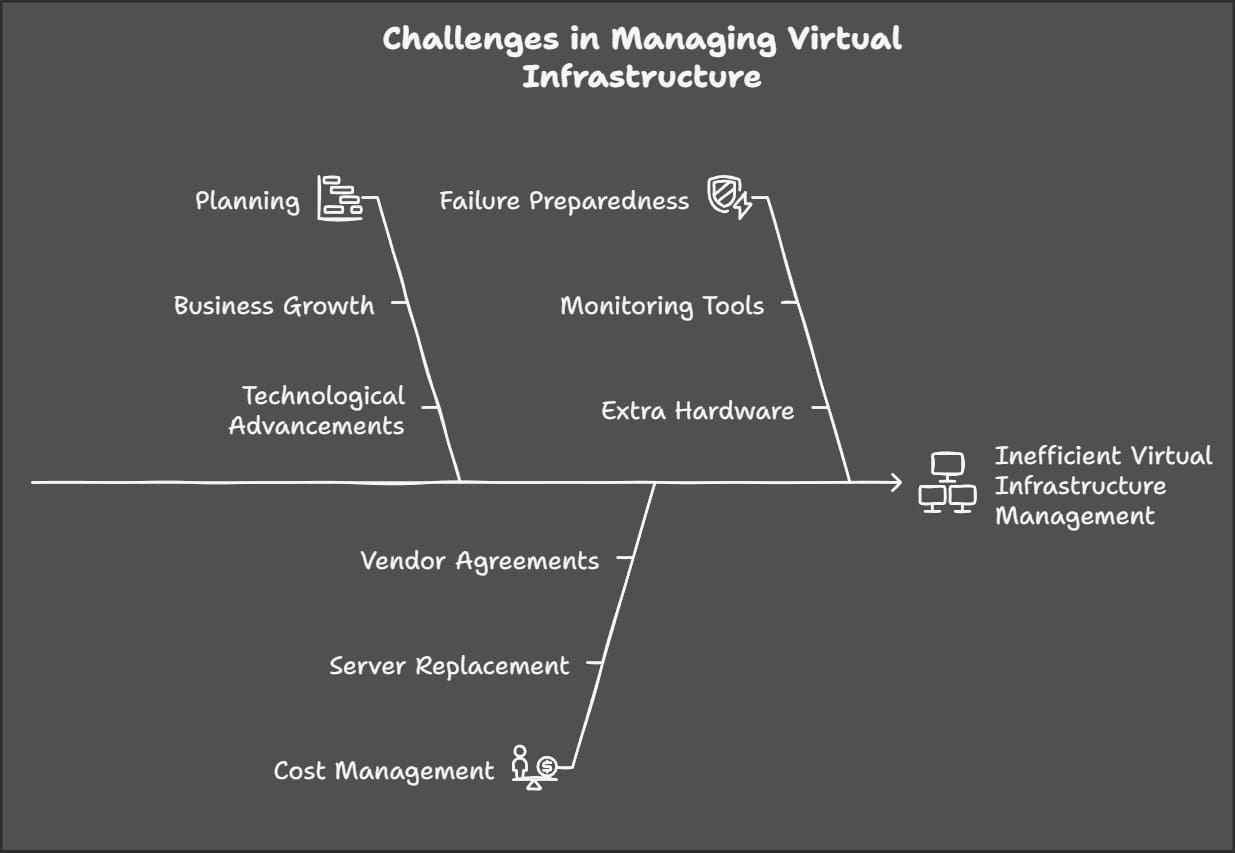 Challenges in Managing Virtual
Infrastructure
Planning
Failure Preparedness
Business Growth
Monitoring Tools
Technological
Advancements
Extra Hardware
Inefficient Virtual
Infrastructure
Management
Vendor Agreements
Server Replacement
Cost Management
$